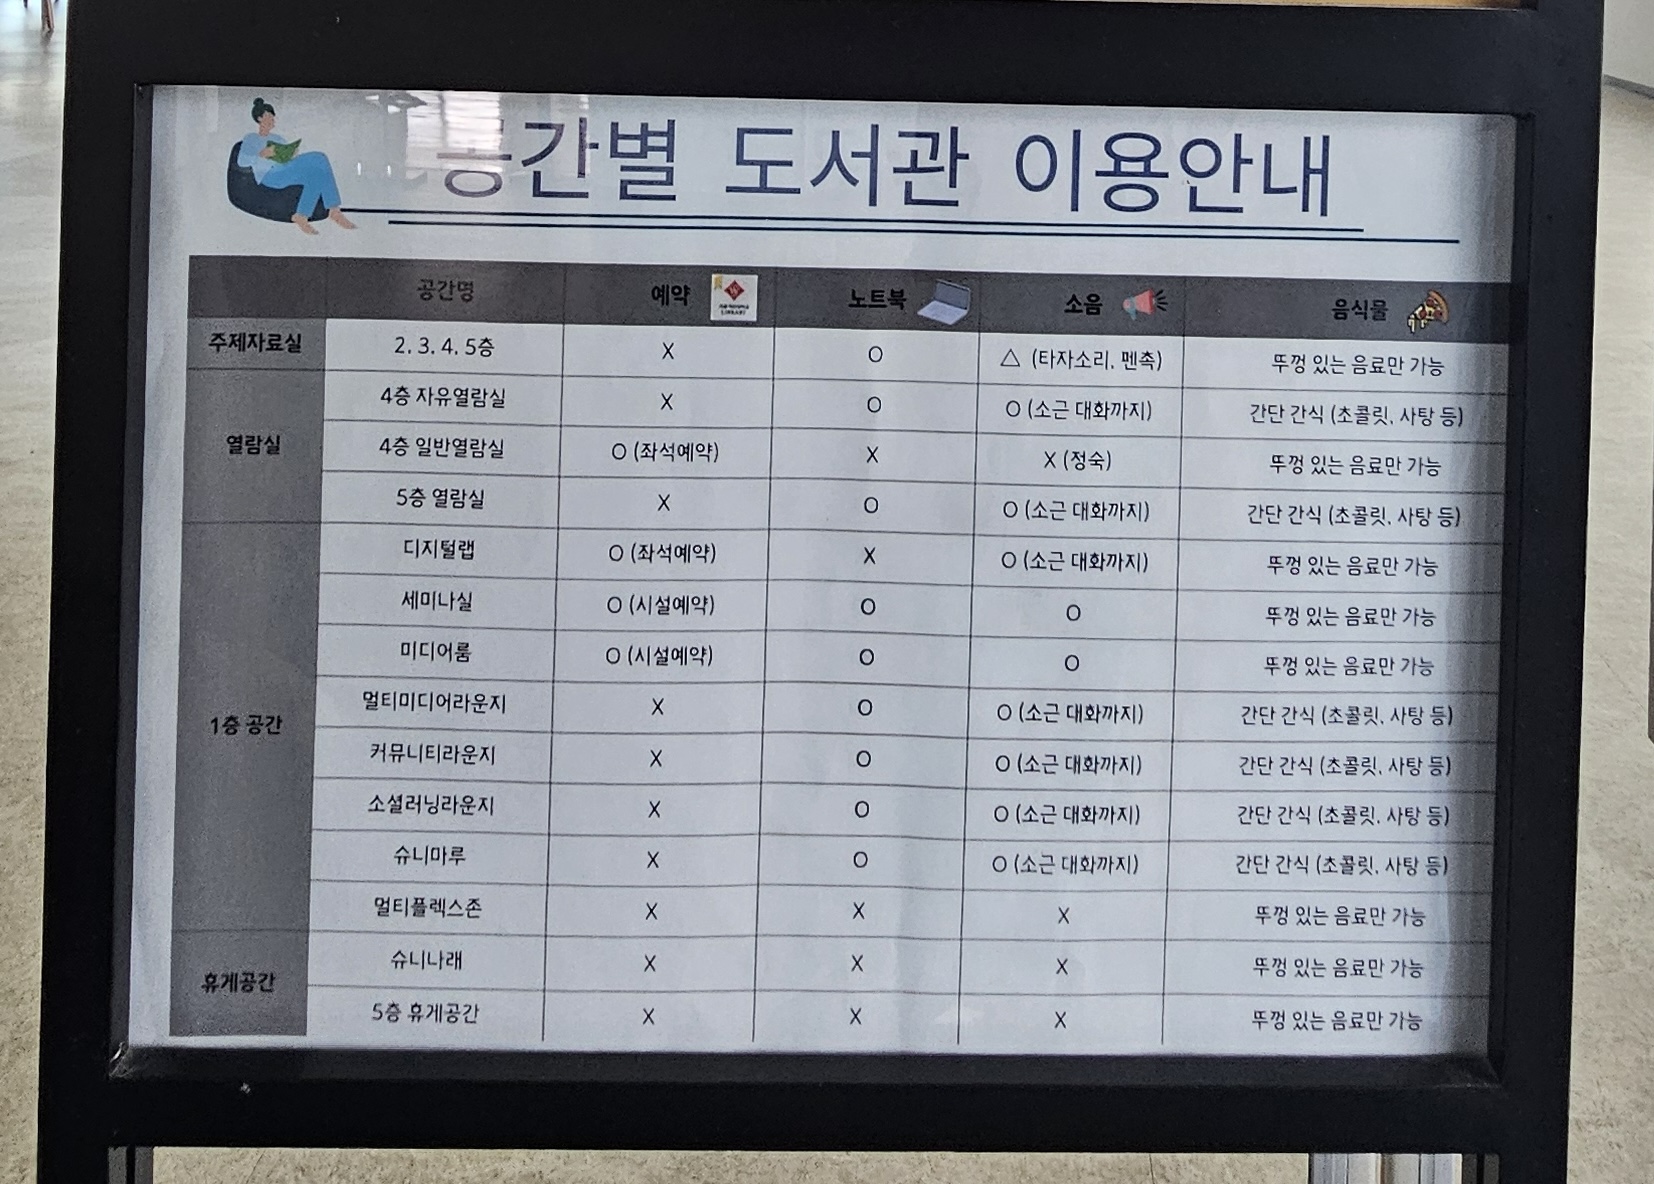 공간별 도서관 이용안내
공간명 예약 노트북 소음 음식물
주제자료실 2. 3. 4. 5층 X O △ (타자소리. 펜촉) 뚜껑 있는 음료만 가능
열람실 4층 자유열람실 X O O (소근 대화까지) 간단 간식 (초콜릿. 사탕 등)
4층 일반열람실 O (좌석예약) X X (정숙) 뚜껑 있는 음료만 가능
5층 열람실 X O O (소근 대화까지) 간단 간식 (초콜릿. 사탕 등)
1층 공간 디지털랩 O (좌석예약) X O (소근 대화까지) 뚜껑 있는 음료만 가능
세미나실 O (시설예약) O O 뚜껑 있는 음료만 가능
미디어룸 O (시설예약) O O 뚜껑 있는 음료만 가능
멀티미디어라운지 X O O (소근 대화까지) 간단 간식 (초콜릿. 사탕 등)
커뮤니티라운지 X O O (소근 대화까지) 간단 간식 (초콜릿. 사탕 등)
소셜러닝라운지 X O O (소근 대화까지) 간단 간식 (초콜릿. 사탕 등)
슈니마루 X O O (소근 대화까지) 간단 간식 (초콜릿. 사탕 등)
멀티플렉스존 X X X 뚜껑 있는 음료만 가능
휴게공간 슈니나래 X X X 뚜껑 있는 음료만 가능
5층 휴게공간 X X X 뚜껑 있는 음료만 가능